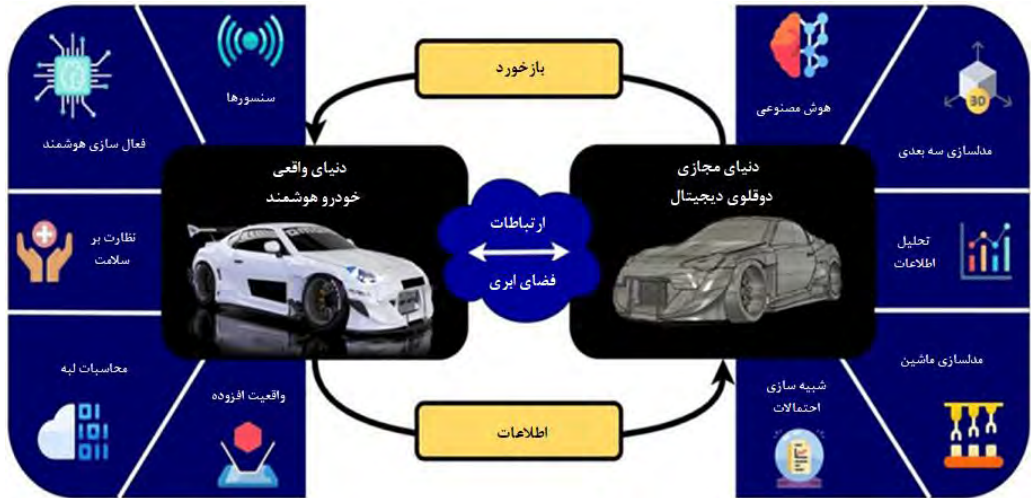 بازخورد
هوش مصنوعی
3D
مدلسازی سه بعدی
سنسورها
فعال سازی هوشمند
دنیای مجازی
دوقلوی دیجیتال
دنیای واقعی
خودرو هوشمند
ارتباطات
فضای ابری
تحلیل
اطلاعات
نظارت بر
سلامت
مدلسازی ماشین
شبیه سازی
احتمالات
واقعیت افزوده
محاسبات لبه
اطلاعات